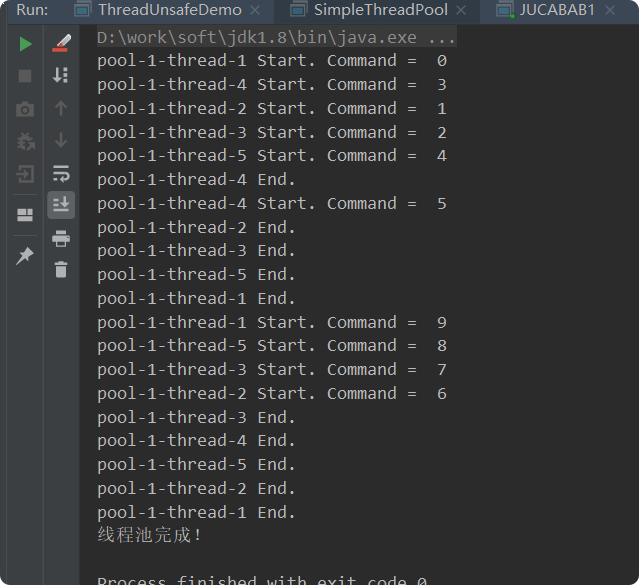 Run: ThreadUnsafeDemo SimpleThreadPool JUCABAB1
D:\work\soft\jdk1.8\bin\java.exe ...
pool-1-thread-1 Start. Command =  0
pool-1-thread-4 Start. Command =  3
pool-1-thread-2 Start. Command =  1
pool-1-thread-3 Start. Command =  2
pool-1-thread-5 Start. Command =  4
pool-1-thread-4 End.
pool-1-thread-4 Start. Command =  5
pool-1-thread-2 End.
pool-1-thread-3 End.
pool-1-thread-5 End.
pool-1-thread-1 End.
pool-1-thread-1 Start. Command =  9
pool-1-thread-5 Start. Command =  8
pool-1-thread-3 Start. Command =  7
pool-1-thread-2 Start. Command =  6
pool-1-thread-3 End.
pool-1-thread-4 End.
pool-1-thread-5 End.
pool-1-thread-2 End.
pool-1-thread-1 End.
线程池完成!
Process finished with exit code 0